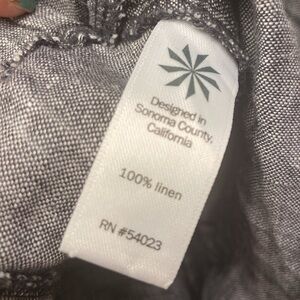 Designed in
Sonoma County,
California
100% linen
RN #54023